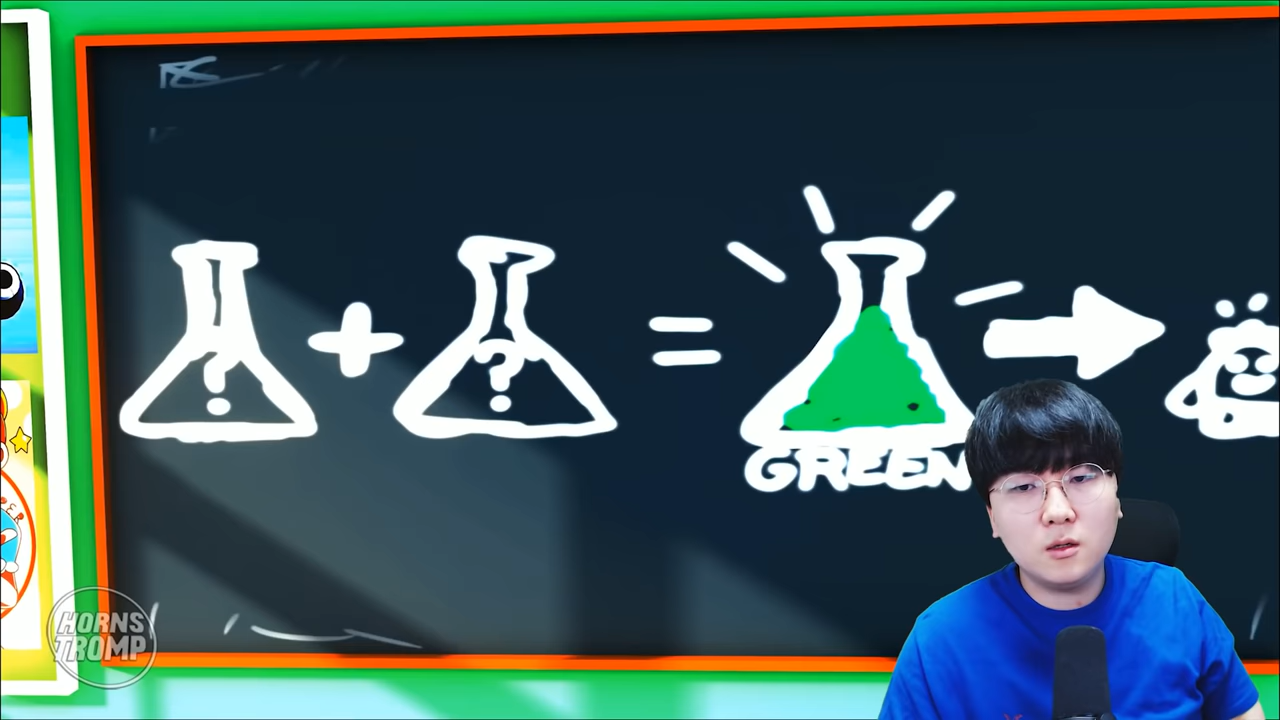 ? + ? = 
GREEN
HORNS
TROMP